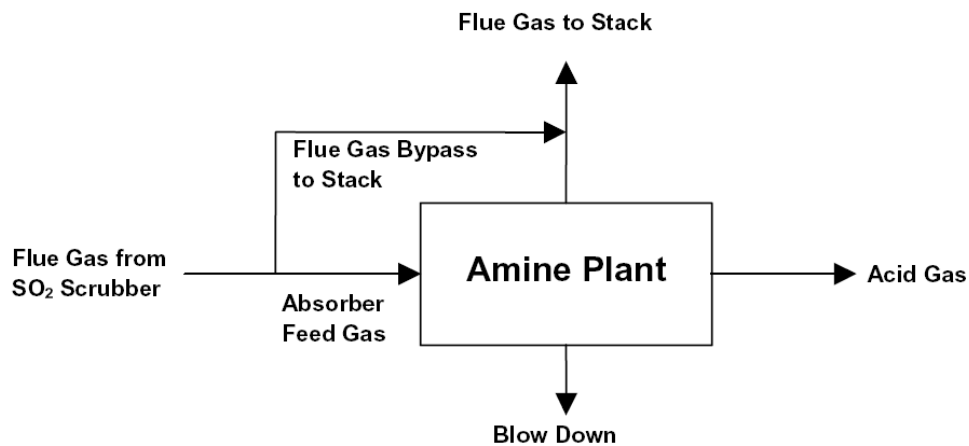 Flue Gas to Stack
Flue Gas Bypass
to Stack
Flue Gas from
SO₂ Scrubber
Amine Plant
Acid Gas
Absorber
Feed Gas
Blow Down